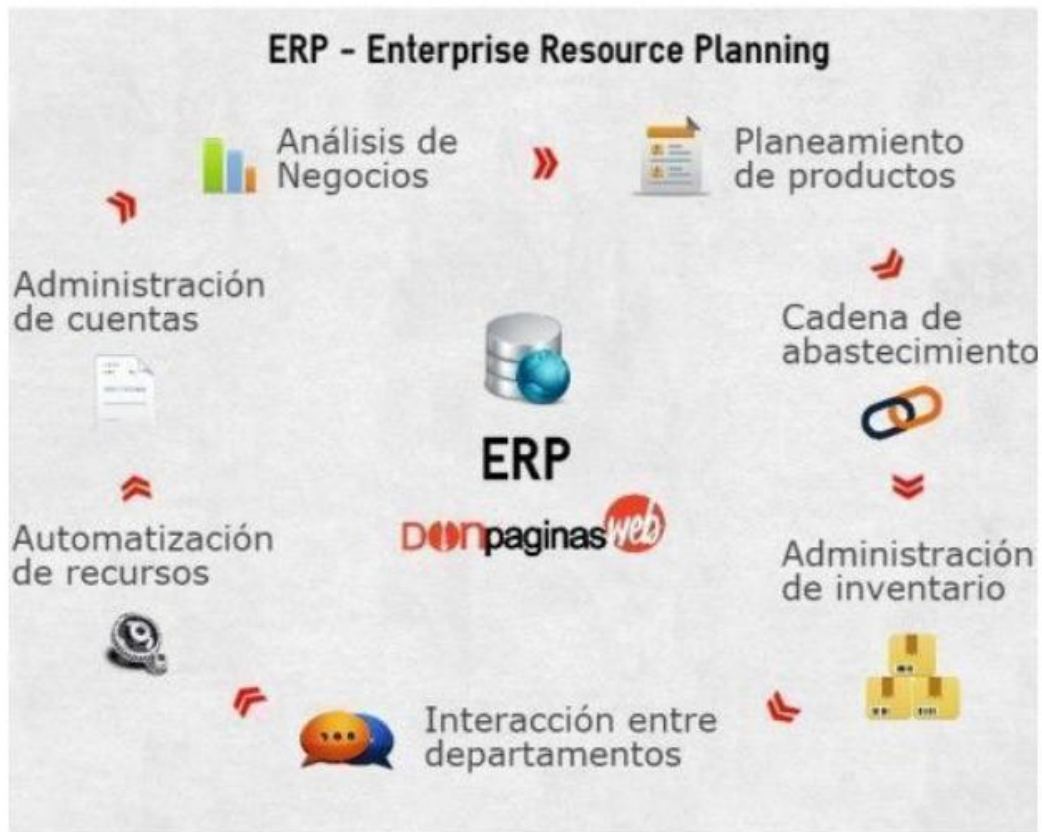 ERP - Enterprise Resource Planning
Análisis de
Negocios
Planeamiento
de productos
Cadena de
abastecimiento
Administración
de inventario
Interacción entre
departamentos
Automatización
de recursos
Administración
de cuentas
ERP
DONpaginasweb